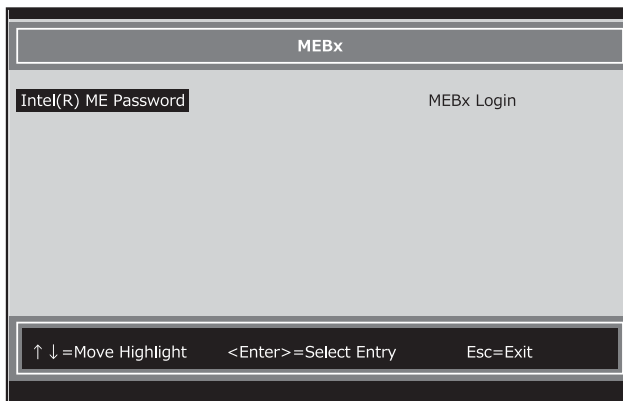 MEBx
Intel(R) ME Password MEBx Login
↑↓=Move Highlight <Enter>=Select Entry Esc=Exit